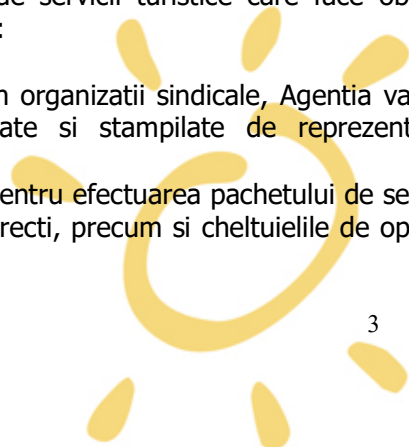 de servicii turistice care face ob
:
n organizatii sindicale, Agentia va
ate si stampilate de reprezent
entru efectuarea pachetului de se
recti, precum si cheltuielile de op
3